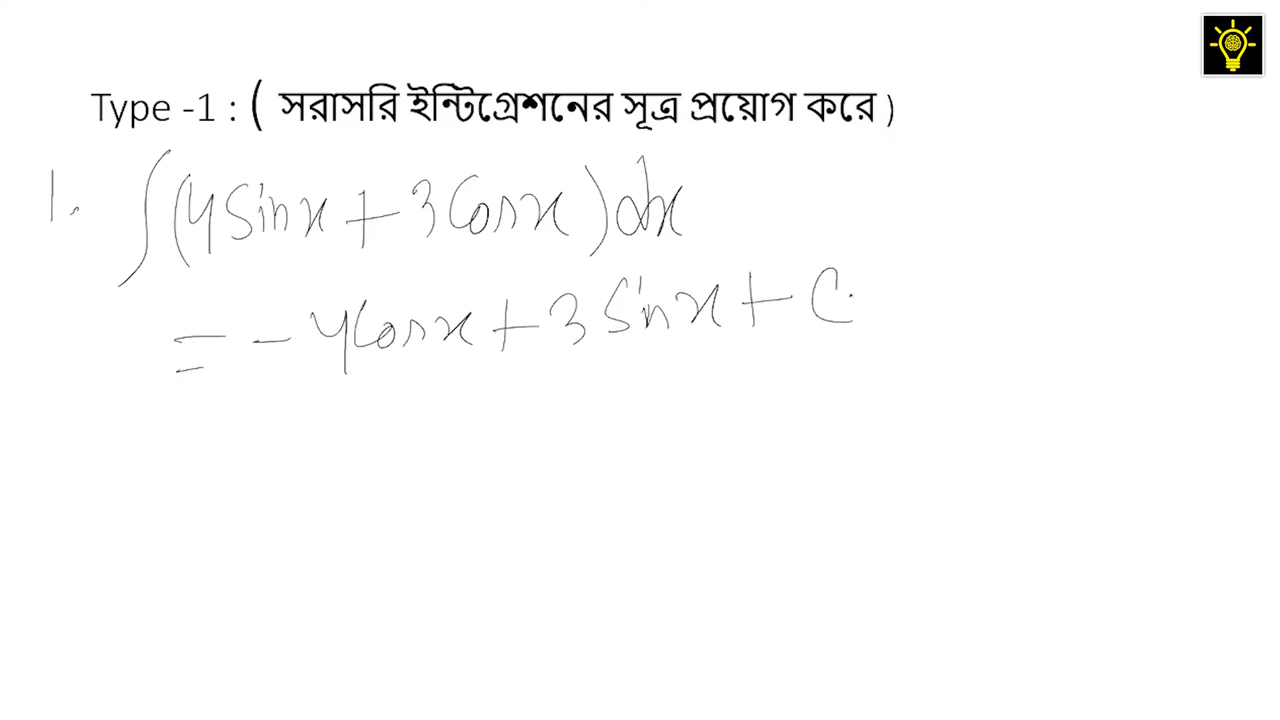 Type -1 : ( সরাসরি ইন্টিগ্রেশনের সূত্র প্রয়োগ করে )
1. ∫(4Sinx + 3Cosx)dx
= - 4Cosx + 3Sinx + C.